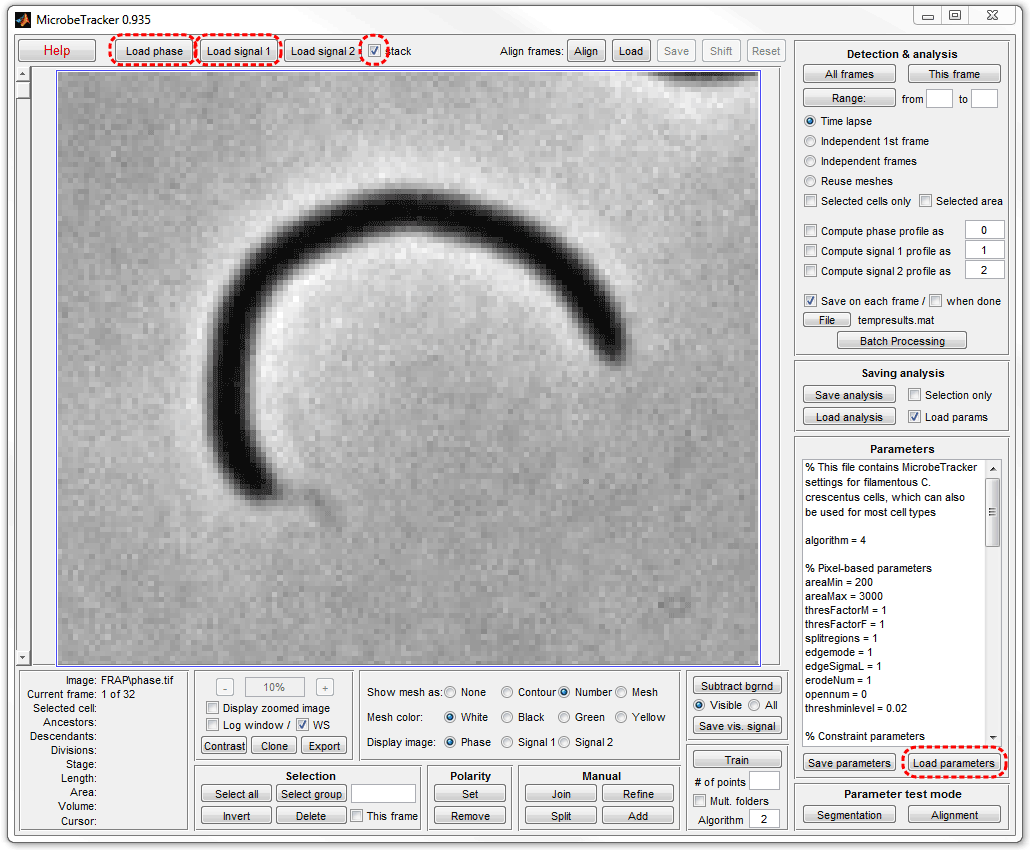 MicrobeTracker 0.935
Help
Load phase
Load signal 1
Load signal 2
stack
Align frames:
Align
Load
Save
Shift
Reset
Detection & analysis
All frames
This frame
Range:
from
to
Time lapse
Independent 1st frame
Independent frames
Reuse meshes
Selected cells only
Selected area
Compute phase profile as
0
Compute signal 1 profile as
1
Compute signal 2 profile as
2
Save on each frame /
when done
File
tempresults.mat
Batch Processing
Saving analysis
Save analysis
Selection only
Load analysis
Load params
Parameters
% This file contains MicrobeTracker
settings for filamentous C.
crescentus cells, which can also
be used for most cell types
algorithm = 4
% Pixel-based parameters
areaMin = 200
areaMax = 3000
thresFactorM = 1
thresFactorF = 1
splitregions = 1
edgemode = 1
edgeSigmaL = 1
erodeNum = 1
opennum = 0
threshminlevel = 0.02
% Constraint parameters
Save parameters
Load parameters
Parameter test mode
Segmentation
Alignment
Image: FRAP\phase.tif
Current frame: 1 of 32
Selected cell:
Ancestors:
Descendants:
Divisions:
Stage:
Length:
Area:
Volume:
Cursor:
-
10%
+
Display zoomed image
Log window /
WS
Contrast
Clone
Export
Show mesh as:
None
Contour
Number
Mesh
Mesh color:
White
Black
Green
Yellow
Display image:
Phase
Signal 1
Signal 2
Subtract bgrnd
Visible
All
Save vis. signal
Selection
Select all
Select group
Invert
Delete
This frame
Polarity
Set
Remove
Manual
Join
Refine
Split
Add
Train
# of points
Mult. folders
Algorithm
2